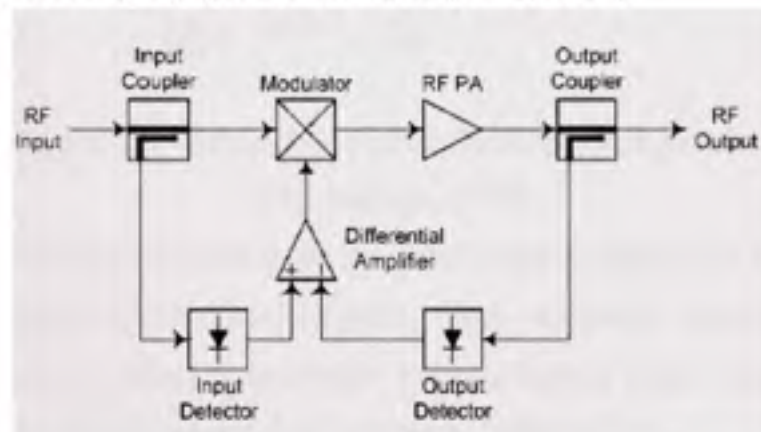 Input
Coupler
Modulator
RF PA
Output
Coupler
RF
Input
RF
Output
Differential
Amplifier
+
Input
Detector
Output
Detector